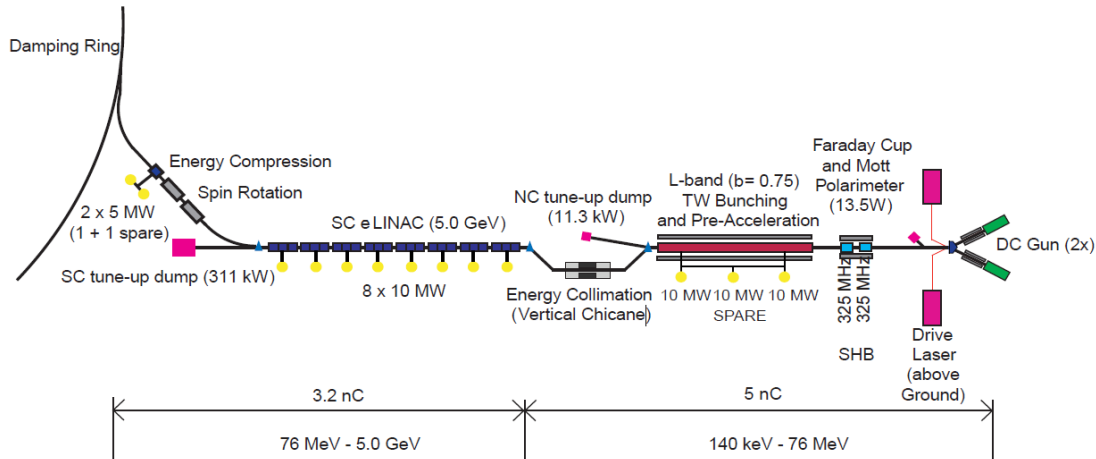 Damping Ring
Energy Compression
Spin Rotation
2 x 5 MW
(1 + 1 spare)
SC tune-up dump (311 kW)
SC e LINAC (5.0 GeV)
8 x 10 MW
NC tune-up dump
(11.3 kW)
Energy Collimation
(Vertical Chicane)
L-band (b= 0.75)
TW Bunching
and Pre-Acceleration
10 MW 10 MW 10 MW
SPARE
Faraday Cup
and Mott
Polarimeter
(13.5W)
325 MHz
325 MHz
SHB
DC Gun (2x)
Drive
Laser
(above
Ground)
3.2 nC
5 nC
76 MeV - 5.0 GeV
140 keV - 76 MeV